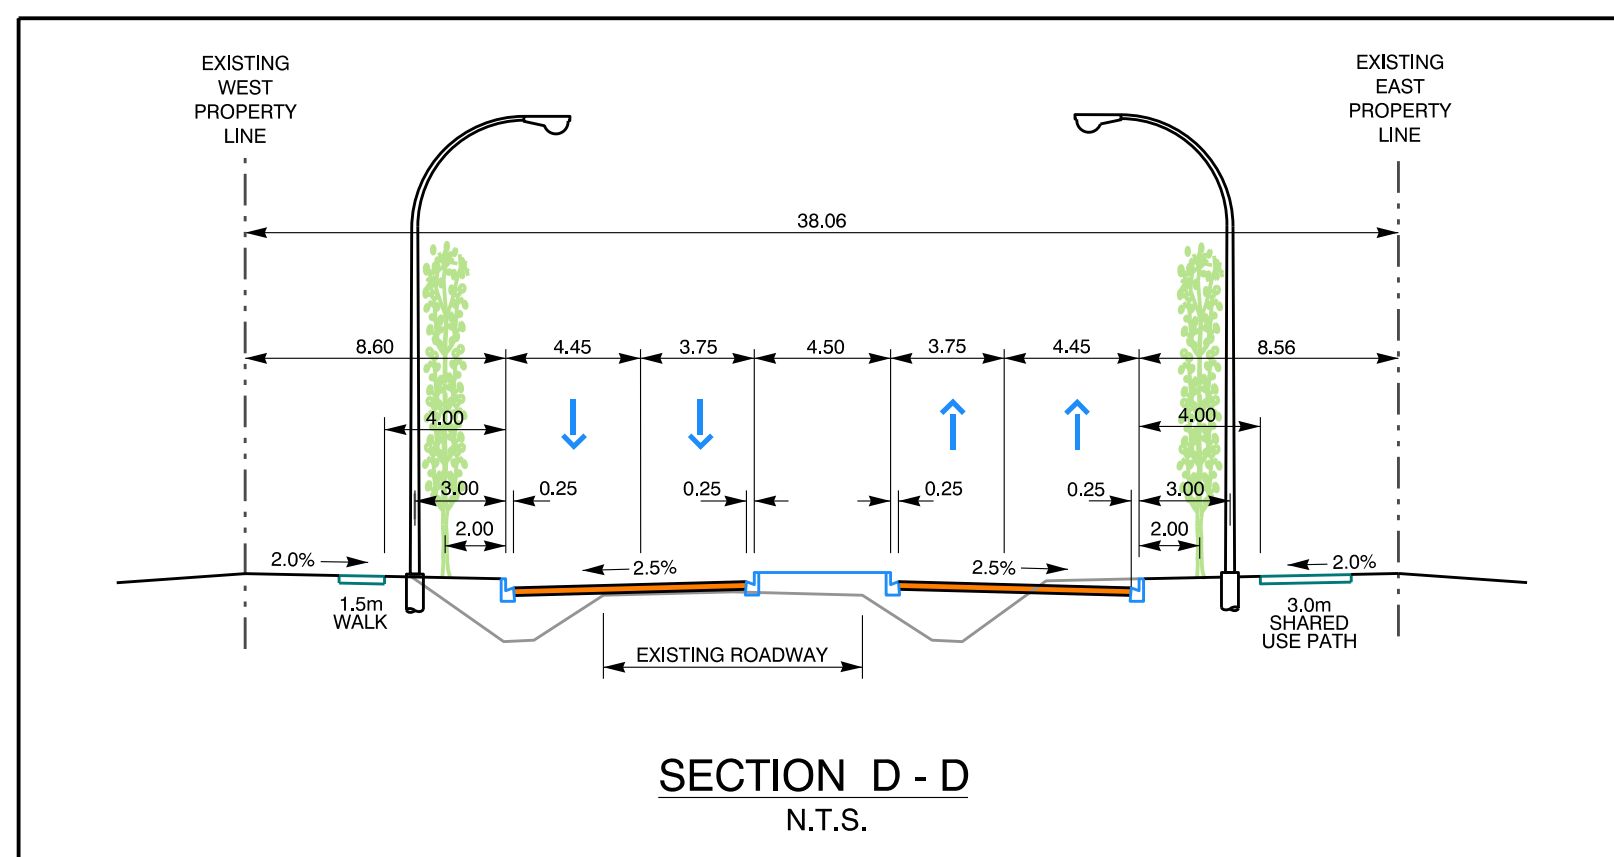 EXISTING
WEST
PROPERTY
LINE
EXISTING
EAST
PROPERTY
LINE
38.06
8.60
4.45
3.75
4.50
3.75
4.45
8.56
4.00
4.00
3.00
0.25
0.25
0.25
0.25
3.00
2.00
2.00
2.0%
2.5%
2.5%
2.0%
1.5m
WALK
3.0m
SHARED
USE PATH
EXISTING ROADWAY
SECTION D - D
N.T.S.